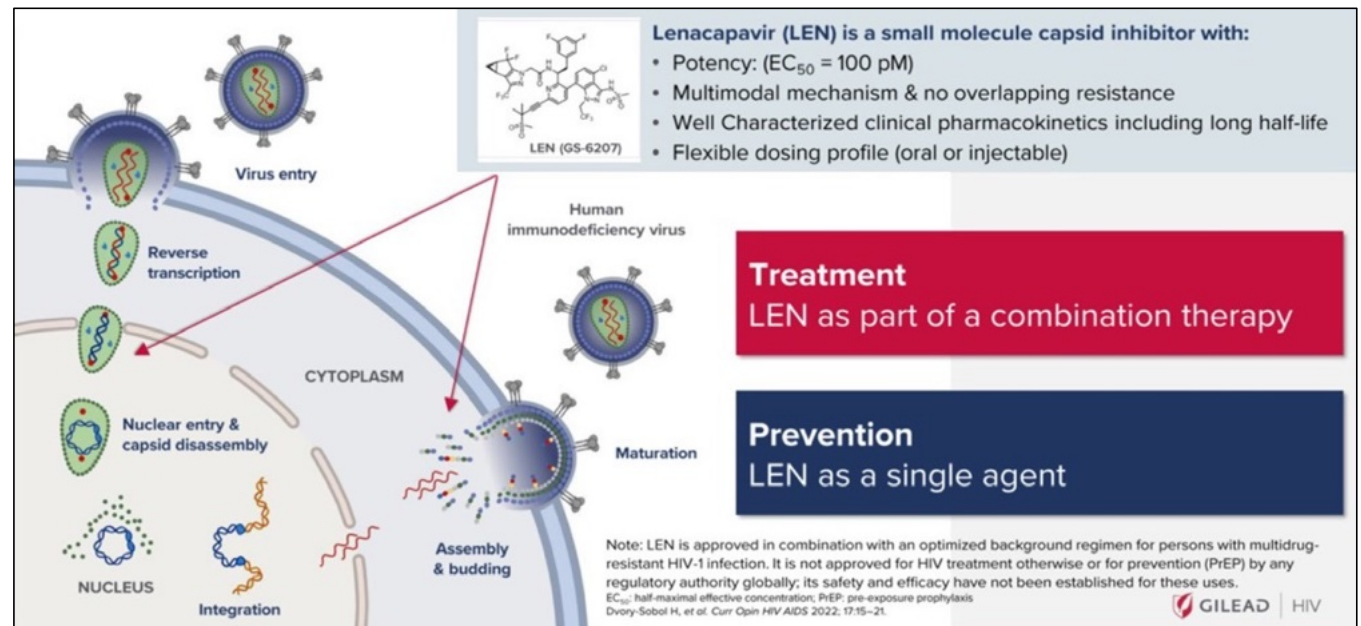 Lenacapavir (LEN) is a small molecule capsid inhibitor with:
• Potency: (EC₅₀ = 100 pM)
• Multimodal mechanism & no overlapping resistance
• Well Characterized clinical pharmacokinetics including long half-life
• Flexible dosing profile (oral or injectable)
LEN (GS-6207)
Virus entry
Reverse
transcription
Human
immunodeficiency virus
CYTOPLASM
Nuclear entry &
capsid disassembly
Maturation
Assembly
& budding
NUCLEUS
Integration
Treatment
LEN as part of a combination therapy
Prevention
LEN as a single agent
Note: LEN is approved in combination with an optimized background regimen for persons with multidrug-
resistant HIV-1 infection. It is not approved for HIV treatment otherwise or for prevention (PrEP) by any
regulatory authority globally; its safety and efficacy have not been established for these uses.
EC₅₀: half-maximal effective concentration; PrEP: pre-exposure prophylaxis
Dvory-Sobol H, et al. Curr Opin HIV AIDS 2022; 17:15–21.
GILEAD | HIV